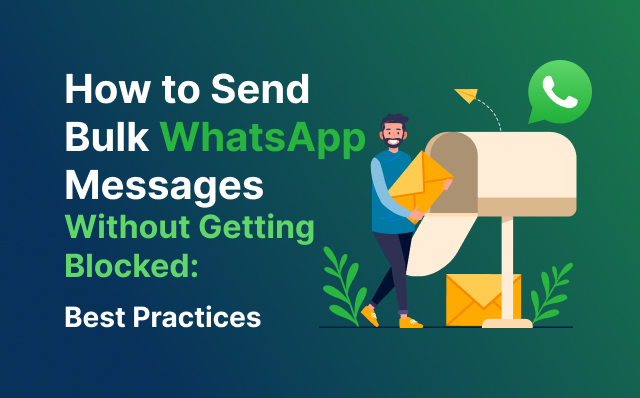 How to Send
Bulk WhatsApp
Messages
Without Getting
Blocked:
Best Practices